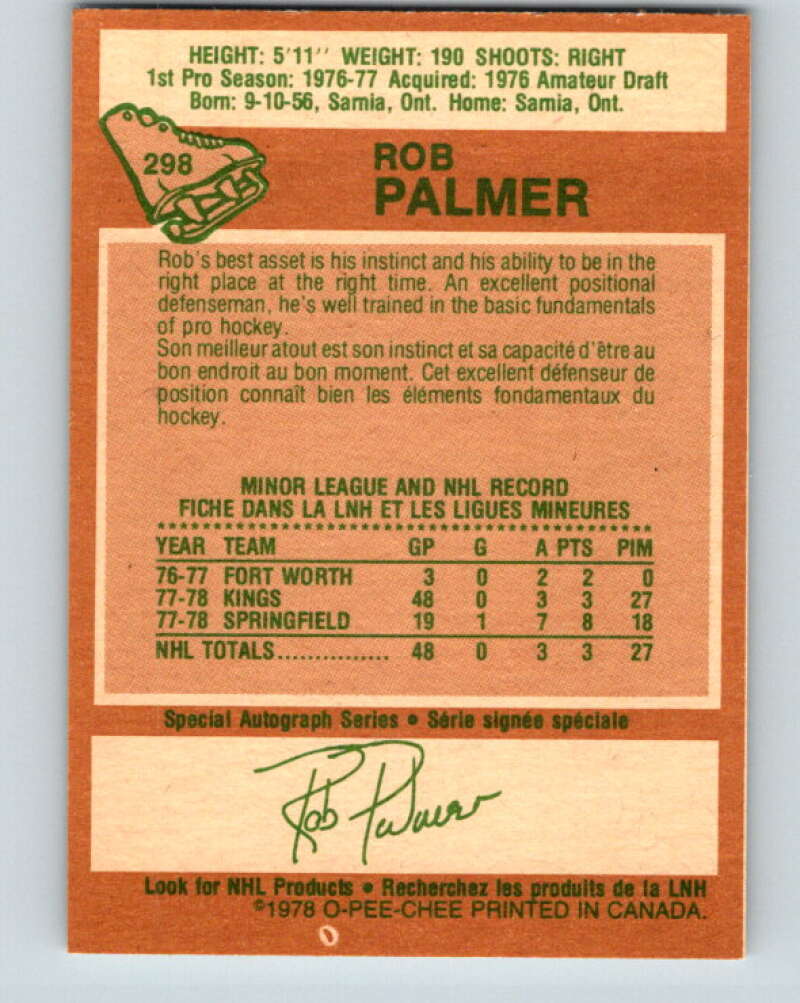 HEIGHT: 5'11'' WEIGHT: 190 SHOOTS: RIGHT
1st Pro Season: 1976-77 Acquired: 1976 Amateur Draft
Born: 9-10-56, Sarnia, Ont. Home: Sarnia, Ont.
298
ROB
PALMER
Rob's best asset is his instinct and his ability to be in the
right place at the right time. An excellent positional
defenseman, he's well trained in the basic fundamentals
of pro hockey.
Son meilleur atout est son instinct et sa capacité d'être au
bon endroit au bon moment. Cet excellent défenseur de
position connaît bien les éléments fondamentaux du
hockey.
MINOR LEAGUE AND NHL RECORD
FICHE DANS LA LNH ET LES LIGUES MINEURES
YEAR TEAM GP G A PTS PIM
76-77 FORT WORTH 3 0 2 2 0
77-78 KINGS 48 0 3 3 27
77-78 SPRINGFIELD 19 1 7 8 18
NHL TOTALS............... 48 0 3 3 27
Special Autograph Series • Série signée spéciale
Rob Palmer
Look for NHL Products • Recherchez les produits de la LNH
©1978 O-PEE-CHEE PRINTED IN CANADA.